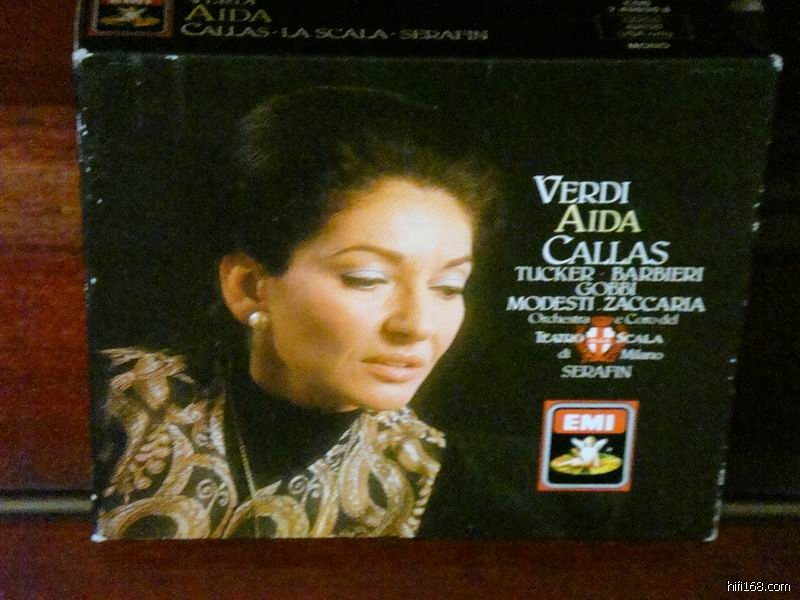 VERDI
AIDA
CALLAS · LA SCALA · SERAFIN
MONO
VERDI
AIDA
CALLAS
TUCKER · BARBIERI
GOBBI
MODESTI ZACCARIA
Orchestra e Coro del
TEATRO SCALA
di Milano
SERAFIN
EMI
hifi168.com